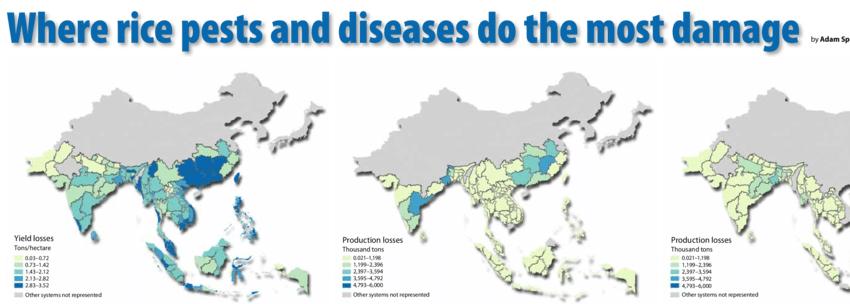 Where rice pests and diseases do the most damage
by Adam Sp
Yield losses
Tons/hectare
0.03–0.72
0.73–1.42
1.43–2.12
2.13–2.82
2.83–3.52
Other systems not represented
Production losses
Thousand tons
0.021–1,198
1,199–2,396
2,397–3,594
3,595–4,792
4,793–6,000
Other systems not represented
Production losses
Thousand tons
0.021–1,198
1,199–2,396
2,397–3,594
3,595–4,792
4,793–6,000
Other systems not represented